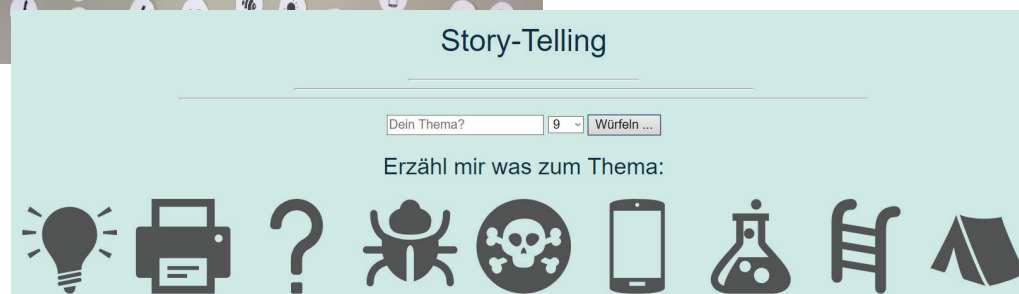 Story-Telling
Dein Thema? 9 Würfeln ...
Erzähl mir was zum Thema: